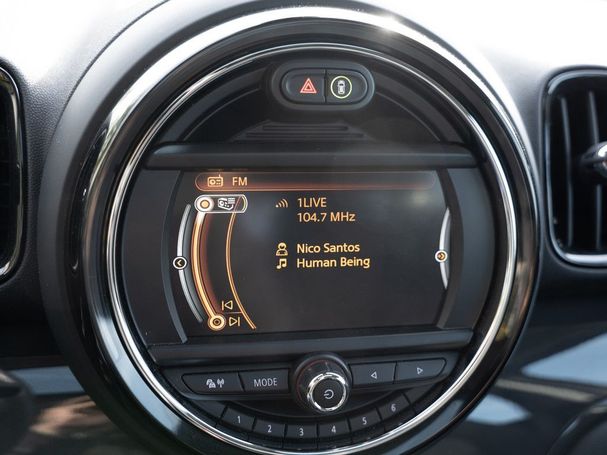 FM
1LIVE
104.7 MHz
Nico Santos
Human Being
MODE
1 2 3 4 5 6